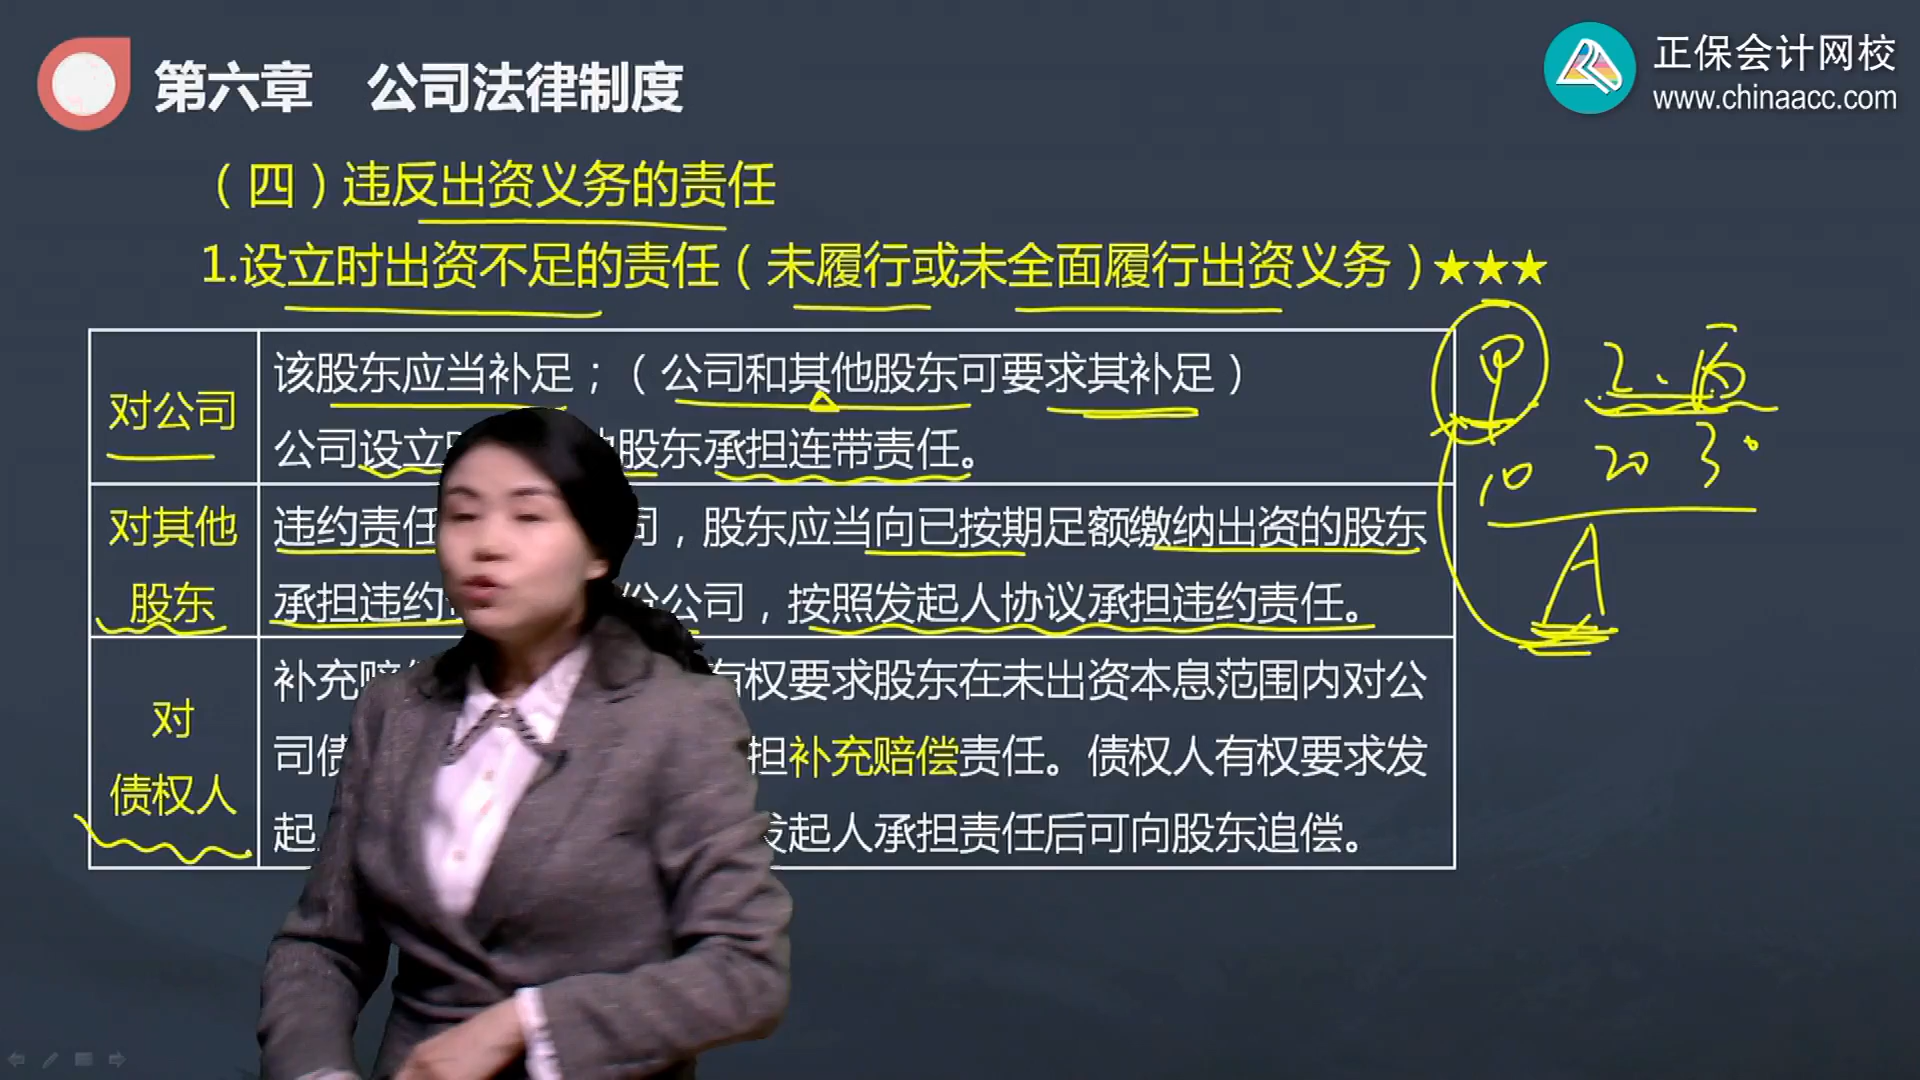 第六章 公司法律制度
正保会计网校
www.chinaacc.com
（四）违反出资义务的责任
1.设立时出资不足的责任（未履行或未全面履行出资义务）★★★
对公司
该股东应当补足；（公司和其他股东可要求其补足）
公司设立 股东承担连带责任。
对其他
股东
违约责任 司，股东应当向已按期足额缴纳出资的股东
承担违约 公司，按照发起人协议承担违约责任。
对
债权人
补充赔 有权要求股东在未出资本息范围内对公
司债 担补充赔偿责任。债权人有权要求发
起 发起人承担责任后可向股东追偿。
甲 乙、丙
10 20 30
A